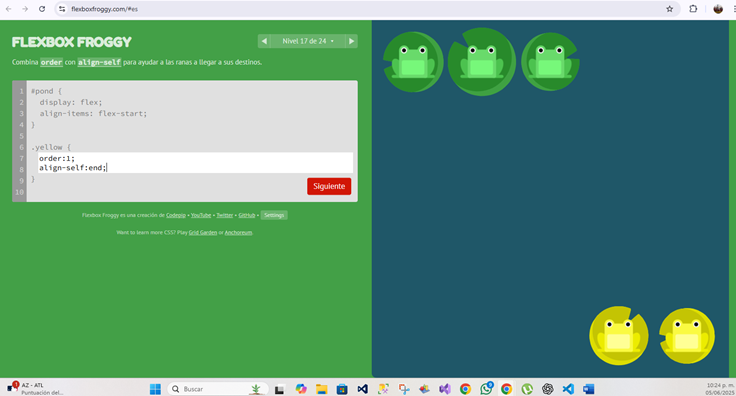 flexboxfroggy.com/#es
FLEXBOX FROGGY
Nivel 17 de 24
Combina order con align-self para ayudar a las ranas a llegar a sus destinos.
1 #pond {
2 display: flex;
3 align-items: flex-start;
4 }
5
6 .yellow {
7 order:1;
8 align-self:end;
9 }
10
Siguiente
Flexbox Froggy es una creación de Codepip • YouTube • Twitter • GitHub • Settings
Want to learn more CSS? Play Grid Garden or Anchoreum.
1
AZ - ATL
Puntuación del...
Buscar
10:24 p. m.
05/06/2025